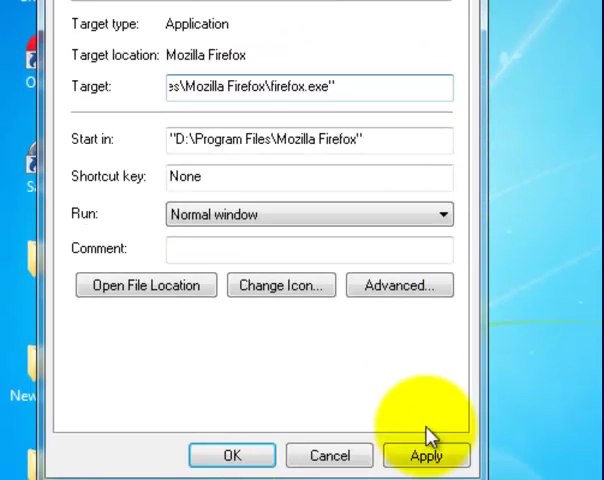 Target type: Application
Target location: Mozilla Firefox
Target: es\Mozilla Firefox\firefox.exe"
Start in: "D:\Program Files\Mozilla Firefox"
Shortcut key: None
Run: Normal window
Comment:
Open File Location Change Icon... Advanced...
New
OK Cancel Apply